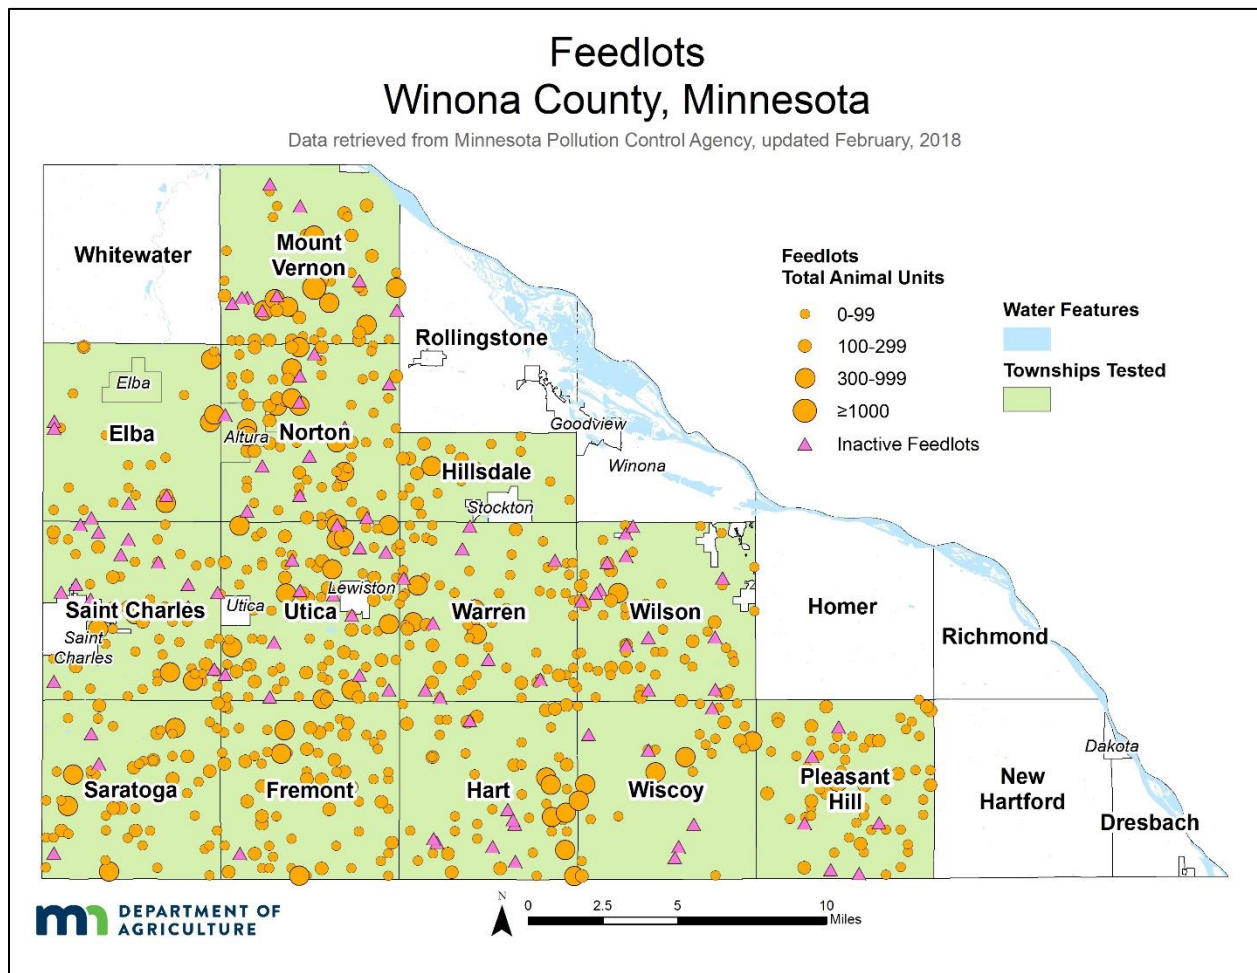 Feedlots
Winona County, Minnesota
Data retrieved from Minnesota Pollution Control Agency, updated February, 2018
Whitewater
Mount
Vernon
Rollingstone
Feedlots
Total Animal Units
0-99
100-299
300-999
≥1000
Inactive Feedlots
Water Features
Townships Tested
Elba
Elba
Altura
Norton
Goodview
Winona
Hillsdale
Stockton
Saint Charles
Saint
Charles
Utica
Utica
Lewiston
Warren
Wilson
Homer
Richmond
Saratoga
Fremont
Hart
Wiscoy
Pleasant
Hill
New
Hartford
Dakota
Dresbach
N
0 2.5 5 10
Miles
DEPARTMENT OF
AGRICULTURE